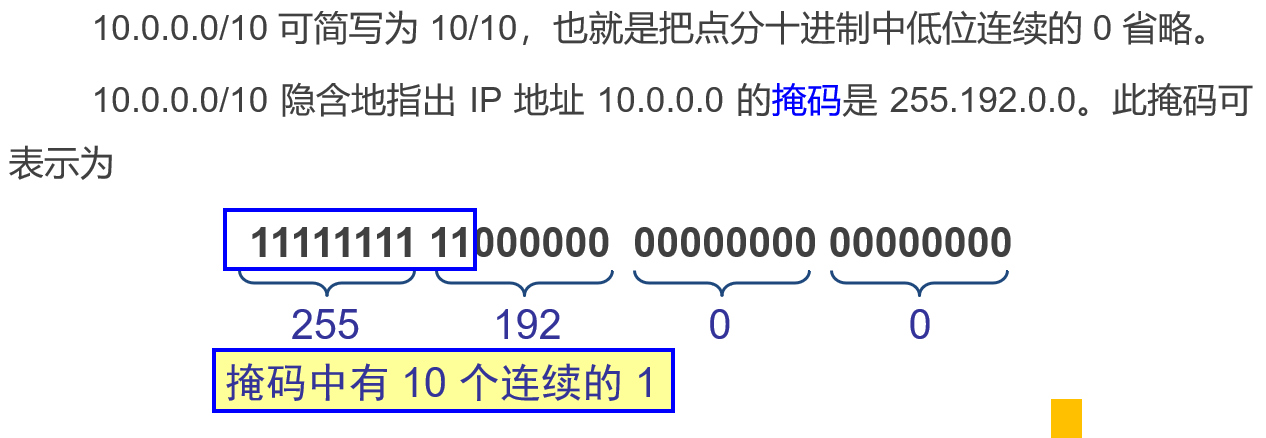 10.0.0.0/10 可简写为 10/10，也就是把点分十进制中低位连续的 0 省略。
10.0.0.0/10 隐含地指出 IP 地址 10.0.0.0 的掩码是 255.192.0.0。此掩码可
表示为
11111111 11000000 00000000 00000000
255 192 0 0
掩码中有 10 个连续的 1